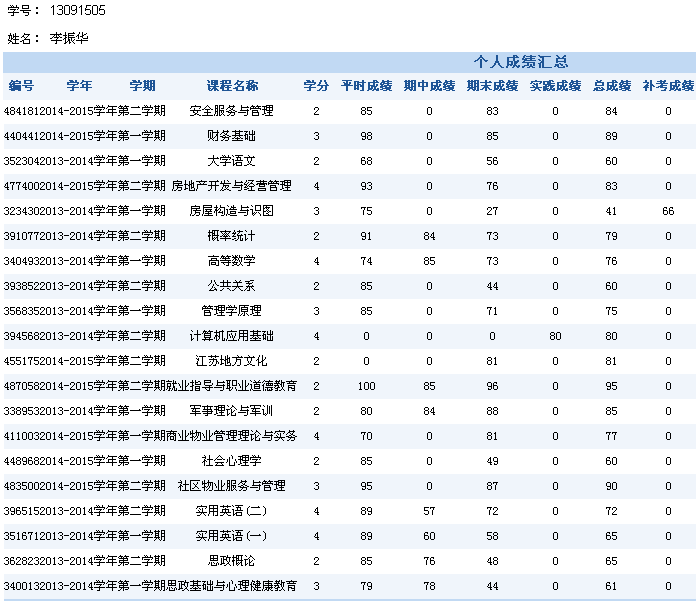 学号： 13091505
姓名： 李振华
个人成绩汇总
编号 学年 学期 课程名称 学分 平时成绩 期中成绩 期末成绩 实践成绩 总成绩 补考成绩
484181 2014-2015学年 第二学期 安全服务与管理 2 85 0 83 0 84 0
440441 2014-2015学年 第一学期 财务基础 3 98 0 85 0 89 0
352304 2013-2014学年 第一学期 大学语文 2 68 0 56 0 60 0
477400 2014-2015学年 第二学期 房地产开发与经营管理 4 93 0 76 0 83 0
323430 2013-2014学年 第一学期 房屋构造与识图 3 75 0 27 0 41 66
391077 2013-2014学年 第二学期 概率统计 2 91 84 73 0 79 0
340493 2013-2014学年 第一学期 高等数学 4 74 85 73 0 76 0
393852 2013-2014学年 第二学期 公共关系 2 85 0 44 0 60 0
356835 2013-2014学年 第一学期 管理学原理 3 85 0 71 0 75 0
394568 2013-2014学年 第二学期 计算机应用基础 4 0 0 0 80 80 0
455175 2014-2015学年 第二学期 江苏地方文化 2 0 0 81 0 81 0
487058 2014-2015学年 第二学期 就业指导与职业道德教育 2 100 85 96 0 95 0
338953 2013-2014学年 第一学期 军事理论与军训 2 80 84 88 0 85 0
411003 2014-2015学年 第一学期 商业物业管理理论与实务 4 70 0 81 0 77 0
448968 2014-2015学年 第一学期 社会心理学 2 85 0 49 0 60 0
483500 2014-2015学年 第二学期 社区物业服务与管理 3 95 0 87 0 90 0
396515 2013-2014学年 第二学期 实用英语(二) 4 89 57 72 0 72 0
351671 2013-2014学年 第一学期 实用英语(一) 4 89 60 58 0 65 0
362823 2013-2014学年 第二学期 思政概论 2 85 76 48 0 65 0
340013 2013-2014学年 第一学期 思政基础与心理健康教育 3 79 78 44 0 61 0